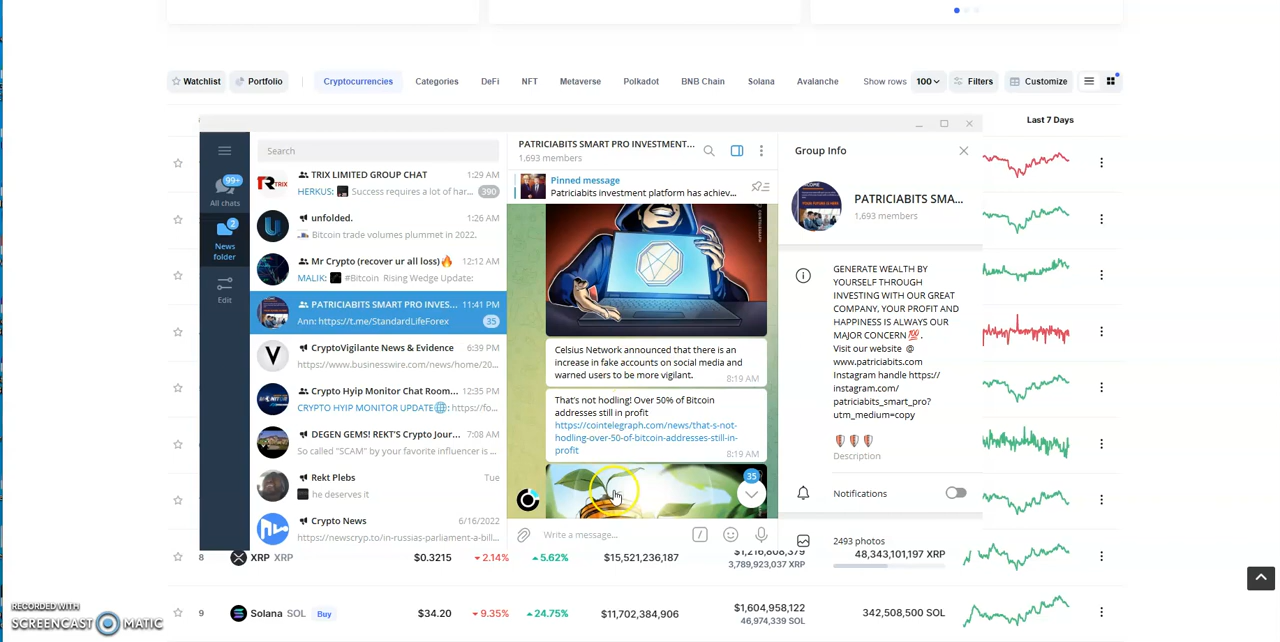 Watchlist
Portfolio
Cryptocurrencies
Categories
DeFi
NFT
Metaverse
Polkadot
BNB Chain
Solana
Avalanche
Show rows
100
Filters
Customize
Last 7 Days
99+
All chats
2
News
folder
Edit
Search
TRIX LIMITED GROUP CHAT
1:29 AM
HERKUS: Success requires a lot of har...
390
unfolded.
1:26 AM
Bitcoin trade volumes plummet in 2022.
Mr Crypto (recover ur all loss)🔥
12:12 AM
MALIK: #Bitcoin Rising Wedge Update:
PATRICIABITS SMART PRO INVES...
11:41 PM
Ann: https://t.me/StandardLifeForex
35
CryptoVigilante News & Evidence
6:39 PM
https://www.businesswire.com/news/home/20...
Crypto Hyip Monitor Chat Room...
12:35 PM
CRYPTO HYIP MONITOR UPDATE🌐: https://fo...
DEGEN GEMS! REKT'S Crypto Jour...
7:08 AM
So called "SCAM" by your favorite influencer is ...
Rekt Plebs
Tue
he deserves it
Crypto News
6/16/2022
https://newscryp.to/in-russias-parliament-a-bill...
PATRICIABITS SMART PRO INVESTMENT...
1.693 members
Pinned message
Patriciabits investment platform has achiev...
Celsius Network announced that there is an
increase in fake accounts on social media and
warned users to be more vigilant.
8:19 AM
That's not hodling! Over 50% of Bitcoin
addresses still in profit
https://cointelegraph.com/news/that-s-not-
hodling-over-50-of-bitcoin-addresses-still-in-
profit
8:19 AM
35
Write a message...
Group Info
PATRICIABITS SMA...
1.693 members
GENERATE WEALTH BY
YOURSELF THROUGH
INVESTING WITH OUR GREAT
COMPANY, YOUR PROFIT AND
HAPPINESS IS ALWAYS OUR
MAJOR CONCERN 💯.
Visit our website @
www.patriciabits.com
Instagram handle https://
instagram.com/
patriciabits_smart_pro?
utm_medium=copy
Description
Notifications
2493 photos
8
XRP XRP
$0.3215
2.14%
5.62%
$15,521,236,187
$1,216,808,379
3,789,923,037 XRP
48,343,101,197 XRP
9
Solana SOL
Buy
$34.20
9.35%
24.75%
$11,702,384,906
$1,604,958,122
46,974,339 SOL
342,508,500 SOL
RECORDED WITH
SCREENCAST MATIC